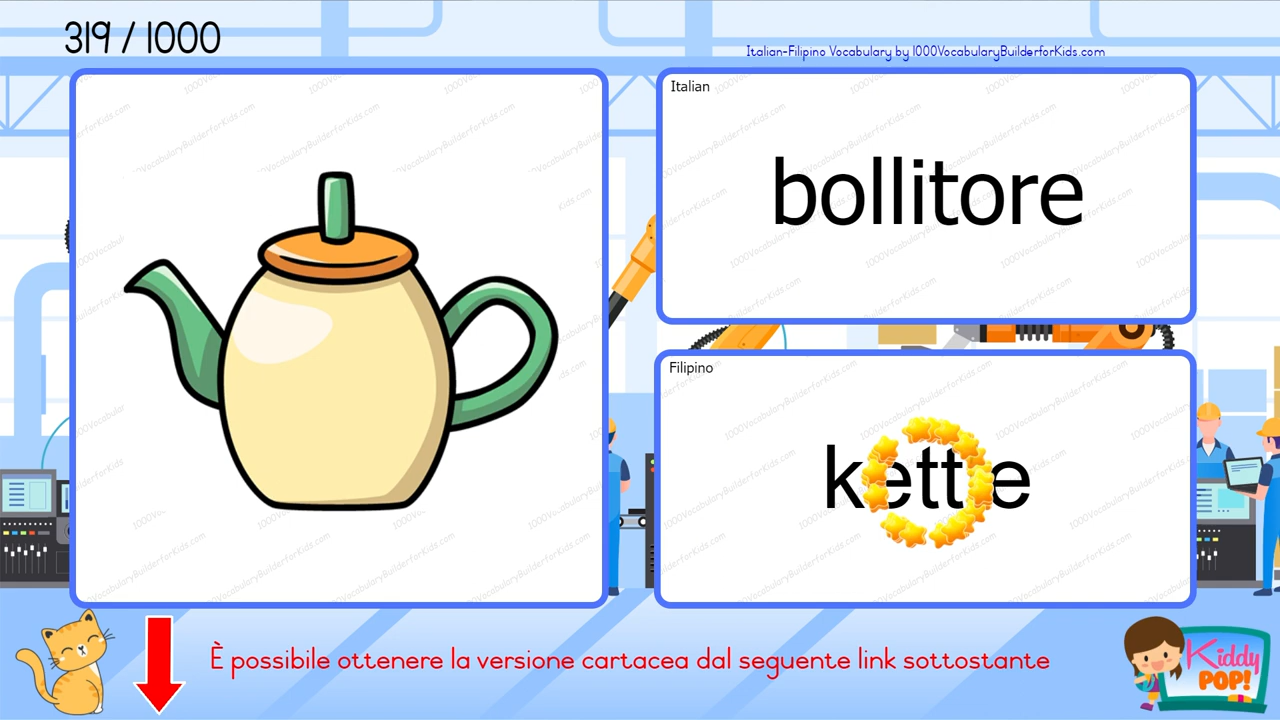 319 / 1000
Italian-Filipino Vocabulary by 1000VocabularyBuilderforKids.com
Italian
bollitore
Filipino
kettle
È possibile ottenere la versione cartacea dal seguente link sottostante
Kiddy
POP!